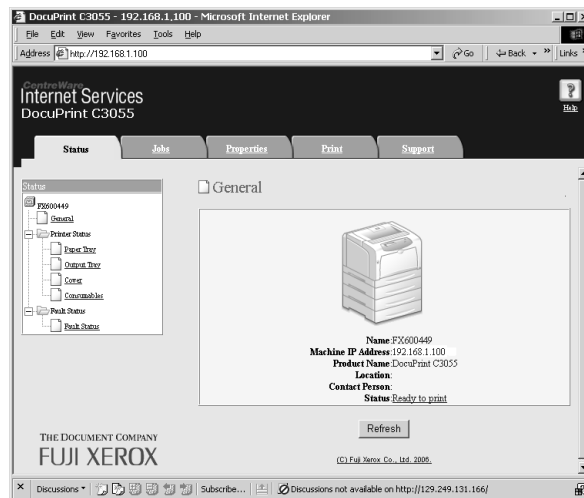 DocuPrint C3055 - 192.168.1.100 - Microsoft Internet Explorer
File Edit View Favorites Tools Help
Address http://192.168.1.100 Go Back » Links »
CentreWare
Internet Services
DocuPrint C3055
Help
Status Jobs Properties Print Support
Status
FX600449
General
Printer Status
Paper Tray
Output Tray
Cover
Consumables
Fault Status
Fault Status
General
Name:FX600449
Machine IP Address:192.168.1.100
Product Name:DocuPrint C3055
Location:
Contact Person:
Status:Ready to print
Refresh
THE DOCUMENT COMPANY
FUJI XEROX
(C) Fuji Xerox Co., Ltd. 2006.
Discussions Subscribe... Discussions not available on http://129.249.131.166/